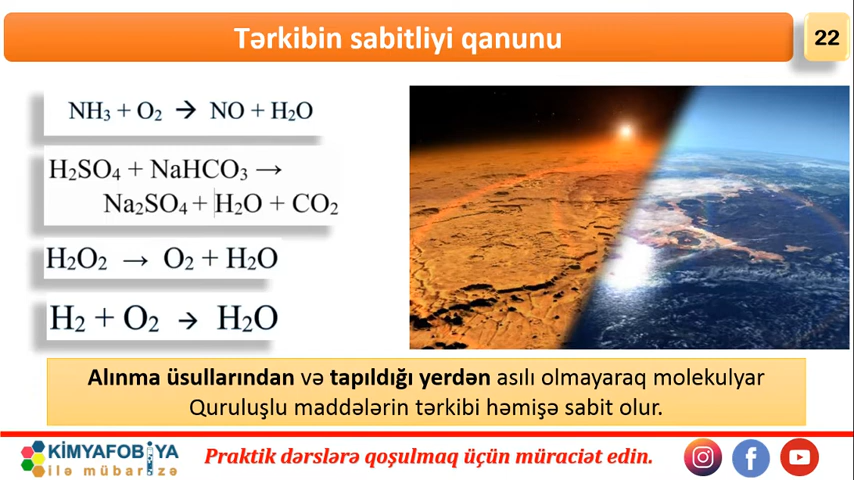 Tərkibin sabitliyi qanunu
22
NH₃ + O₂ → NO + H₂O
H₂SO₄ + NaHCO₃ →
Na₂SO₄ + H₂O + CO₂
H₂O₂ → O₂ + H₂O
H₂ + O₂ → H₂O
Alınma üsullarından və tapıldığı yerdən asılı olmayaraq molekulyar
Quruluşlu maddələrin tərkibi həmişə sabit olur.
KİMYAFOBİYA
ilə mübarizə
Praktik dərslərə qoşulmaq üçün müraciət edin.